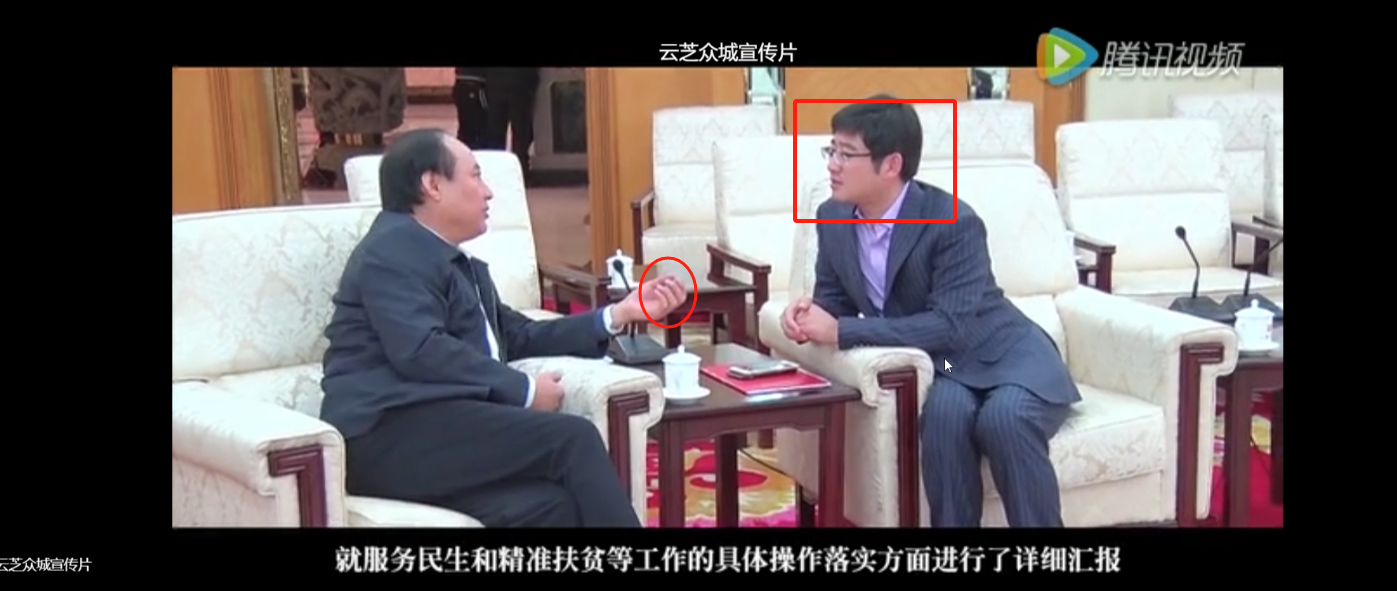 云芝众城宣传片
腾讯视频
就服务民生和精准扶贫等工作的具体操作落实方面进行了详细汇报
云芝众城宣传片